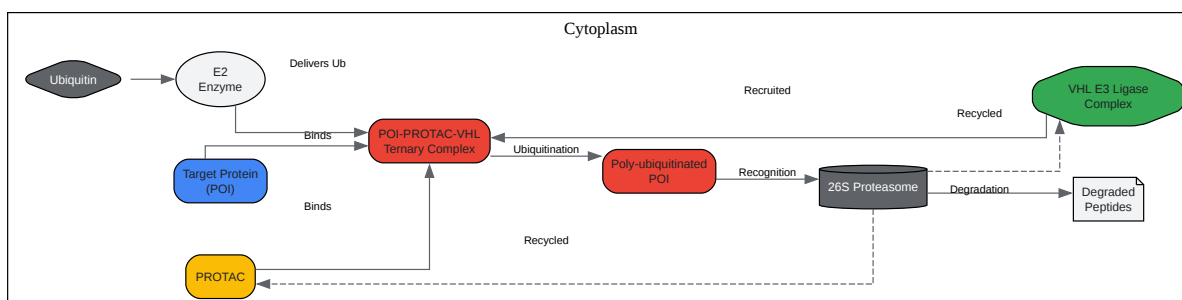 Cytoplasm
Ubiquitin
E2
Enzyme
Delivers Ub
Recruited
VHL E3 Ligase
Complex
Recycled
Binds
POI-PROTAC-VHL
Ternary Complex
Ubiquitination
Target Protein
(POI)
Poly-ubiquitinated
POI
Recognition
26S Proteasome
Degradation
Degraded
Peptides
Binds
Recycled
PROTAC